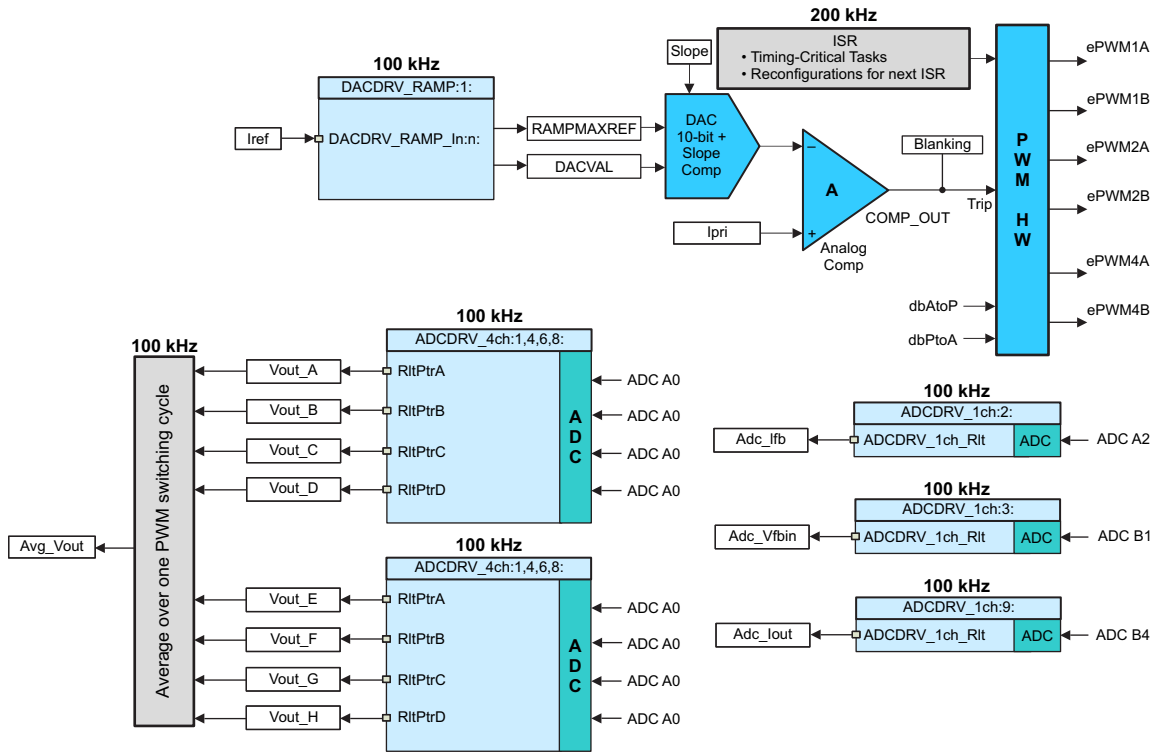 200 kHz
ISR
• Timing-Critical Tasks
• Reconfigurations for next ISR
Slope
100 kHz
DACDRV_RAMP:1:
DACDRV_RAMP_In:n:
Iref
RAMPMAXREF
DACVAL
DAC
10-bit +
Slope
Comp
Ipri
−
+
A
Analog
Comp
COMP_OUT
Blanking
Trip
dbAtoP
dbPtoA
PWM HW
ePWM1A
ePWM1B
ePWM2A
ePWM2B
ePWM4A
ePWM4B
100 kHz
Average over one PWM switching cycle
Avg_Vout
100 kHz
ADCDRV_4ch:1,4,6,8:
Vout_A
RltPtrA
ADC A0
Vout_B
RltPtrB
ADC A0
Vout_C
RltPtrC
ADC A0
Vout_D
RltPtrD
ADC A0
ADC
100 kHz
ADCDRV_4ch:1,4,6,8:
Vout_E
RltPtrA
ADC A0
Vout_F
RltPtrB
ADC A0
Vout_G
RltPtrC
ADC A0
Vout_H
RltPtrD
ADC A0
ADC
100 kHz
ADCDRV_1ch:2:
Adc_Ifb
ADCDRV_1ch_Rlt
ADC
ADC A2
100 kHz
ADCDRV_1ch:3:
Adc_Vfbin
ADCDRV_1ch_Rlt
ADC
ADC B1
100 kHz
ADCDRV_1ch:9:
Adc_Iout
ADCDRV_1ch_Rlt
ADC
ADC B4